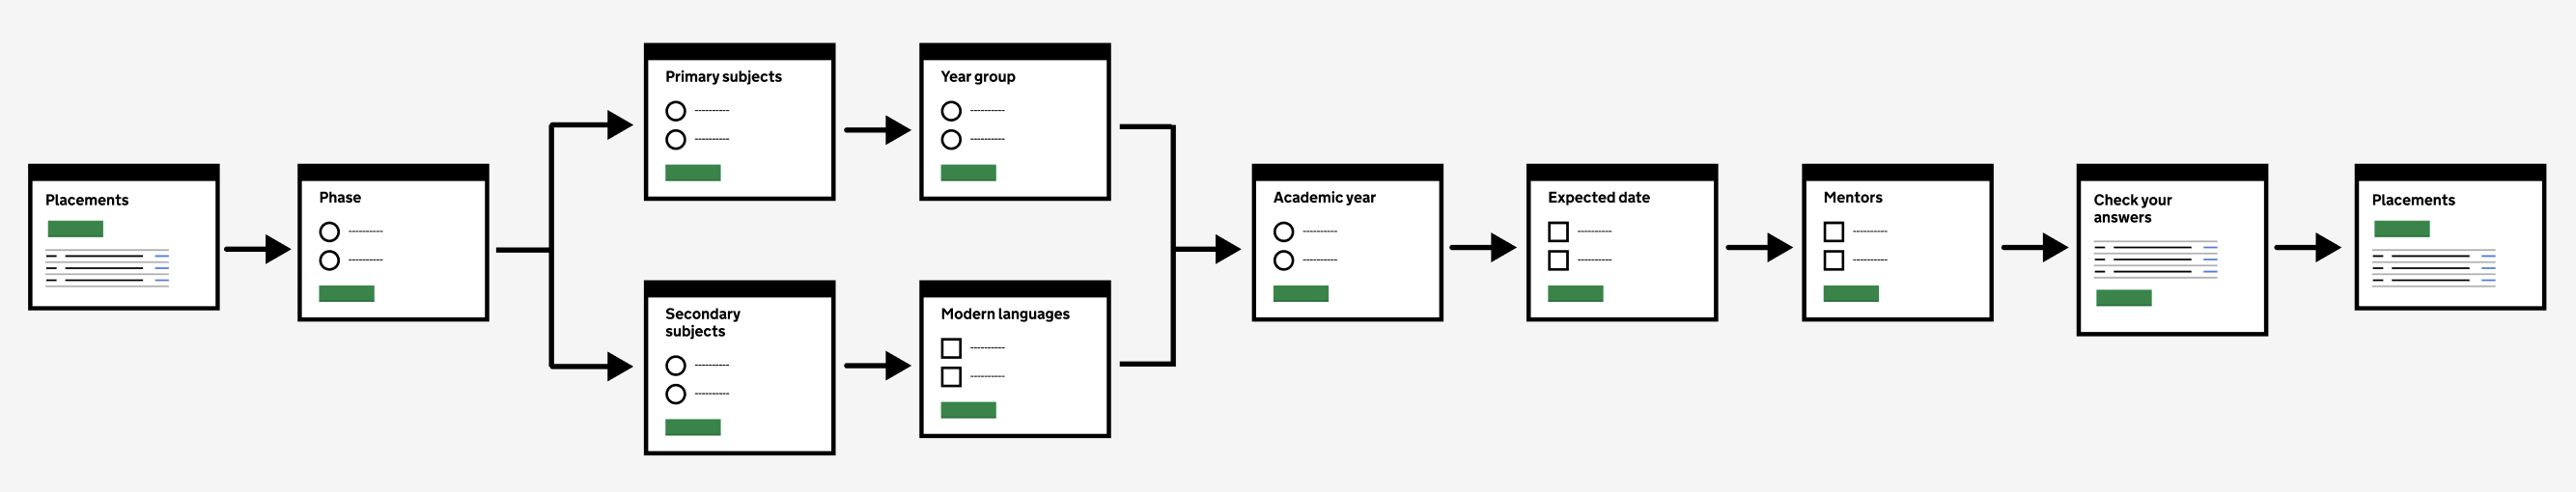 Placements
Phase
Primary subjects
Year group
Secondary
subjects
Modern languages
Academic year
Expected date
Mentors
Check your
answers
Placements